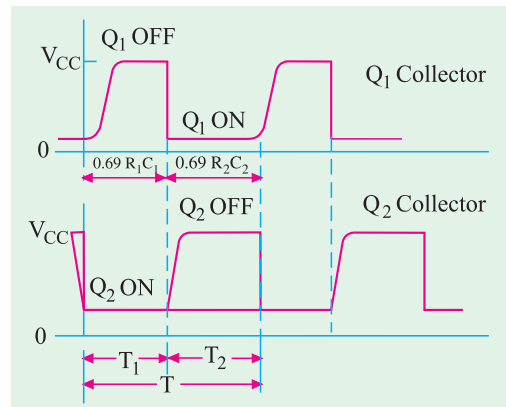 Q1 OFF
VCC
Q1 Collector
Q1 ON
0
0.69 R1C1
0.69 R2C2
Q2 OFF
Q2 Collector
VCC
Q2 ON
0
T1
T2
T